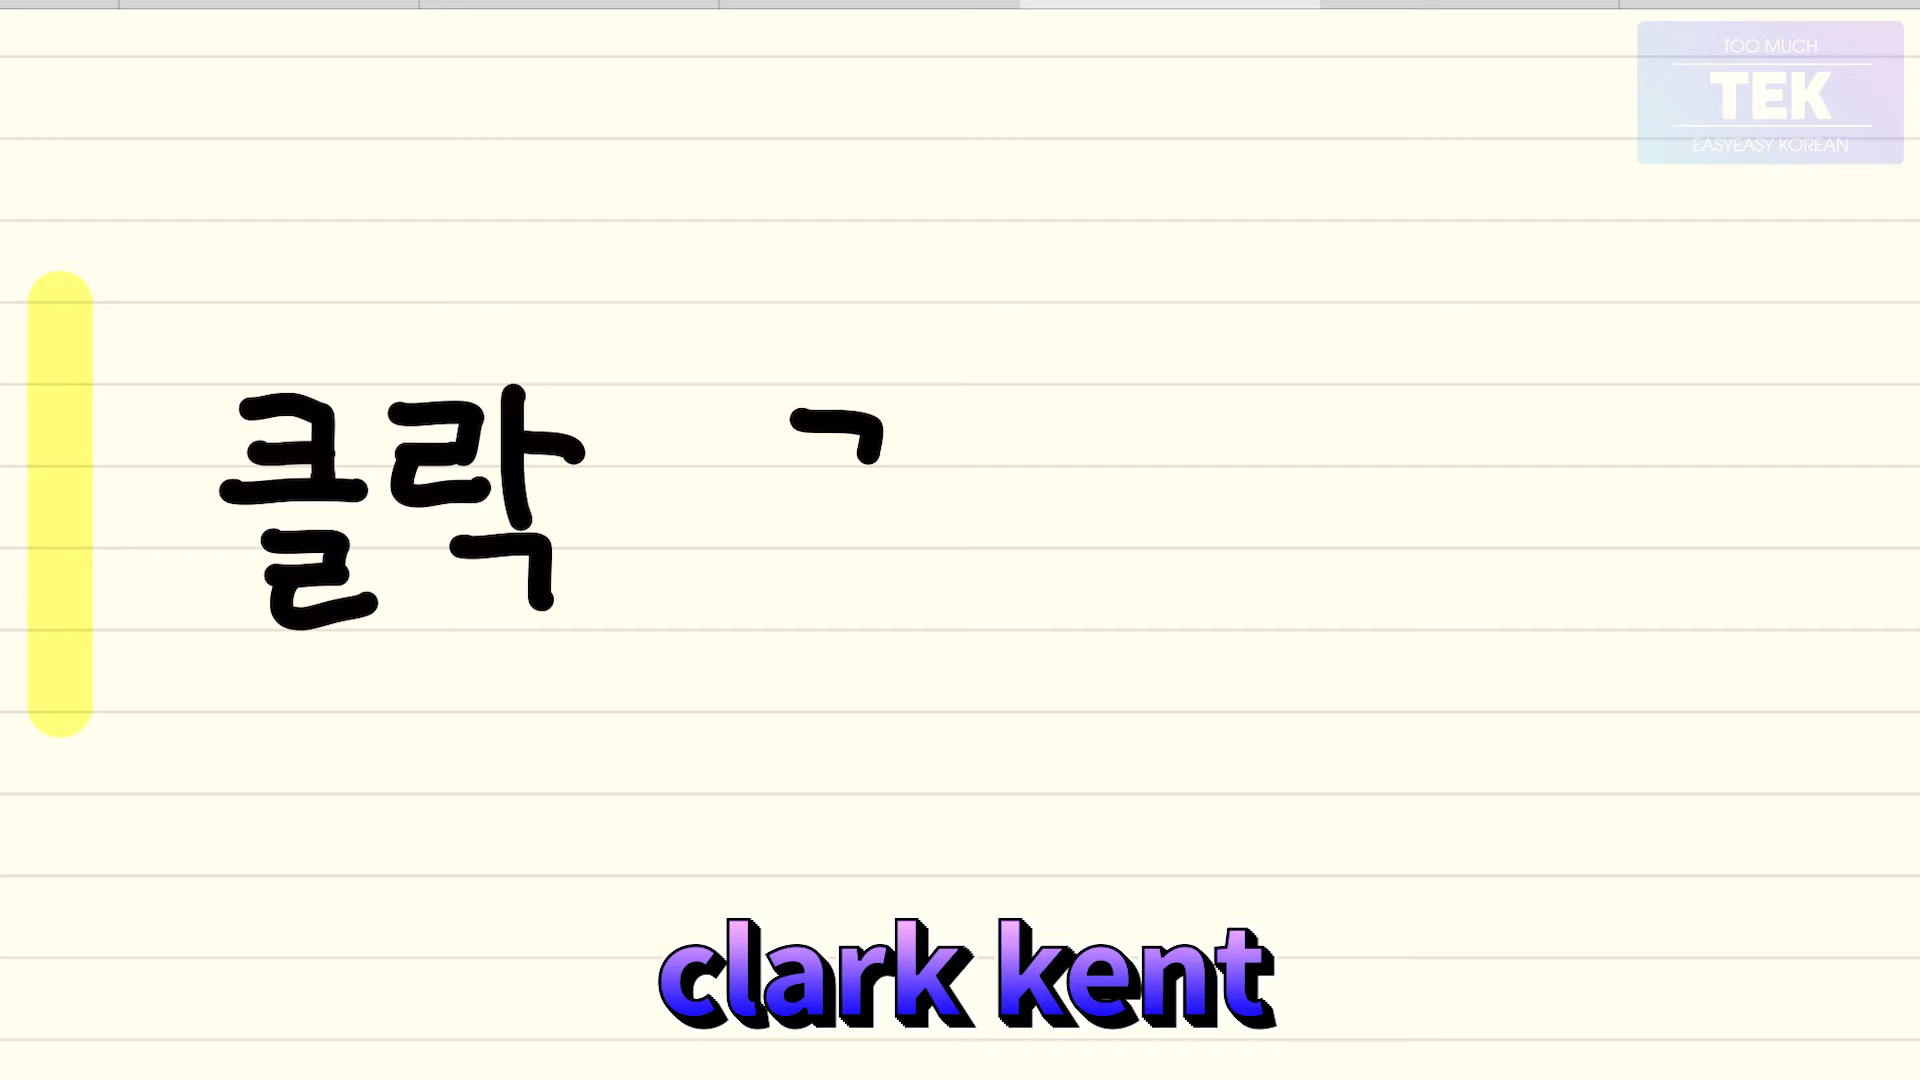 TOO MUCH
TEK
EASYEASY KOREAN
클락 ㄱ
clark kent